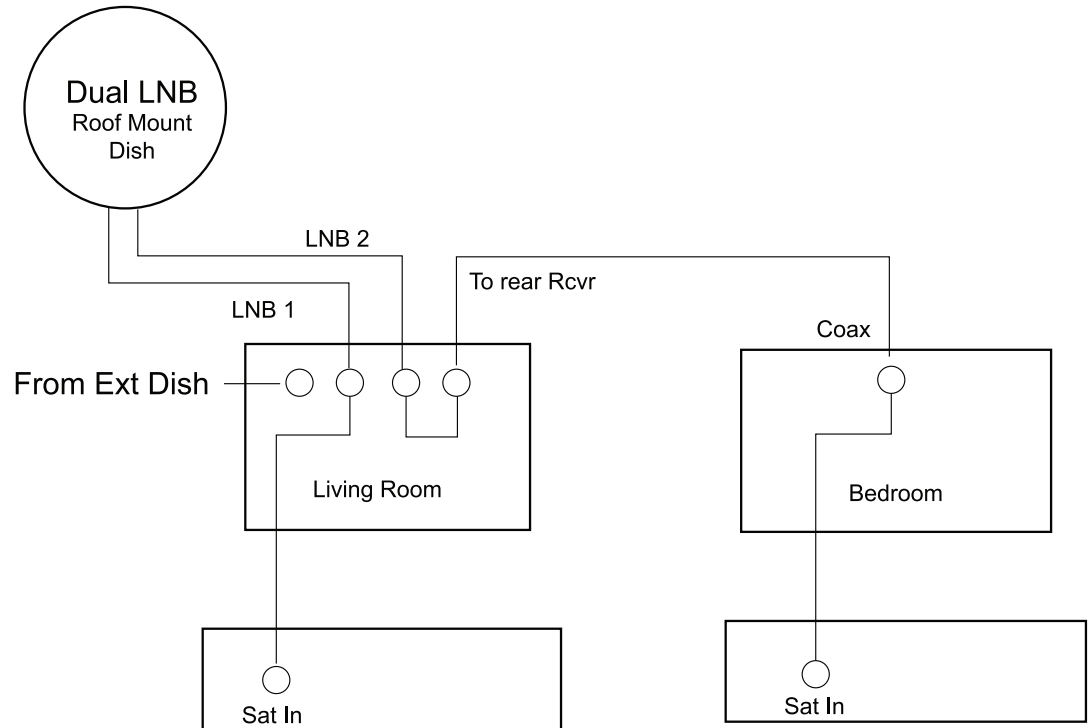 Dual LNB
Roof Mount
Dish
LNB 2
To rear Rcvr
LNB 1
Coax
From Ext Dish
Living Room
Bedroom
Sat In
Sat In